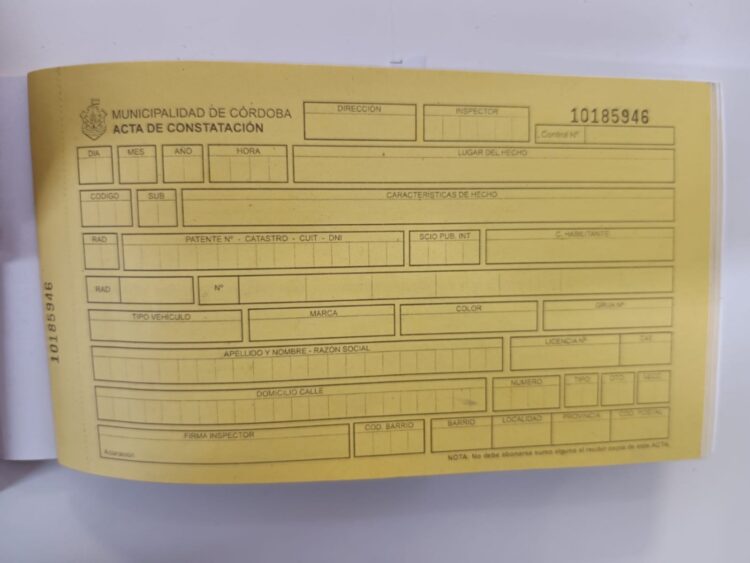 MUNICIPALIDAD DE CÓRDOBA
ACTA DE CONSTATACIÓN
DIRECCIÓN
INSPECTOR
10185946
Control Nº
DIA MES AÑO HORA LUGAR DEL HECHO
CODIGO SUB CARACTERISTICAS DE HECHO
RAD PATENTE Nº - CATASTRO - CUIT - DNI SCIO PUB. INT C. HABILITANTE
RAD Nº
TIPO VEHÍCULO MARCA COLOR GRUA Nº
APELLIDO Y NOMBRE - RAZON SOCIAL LICENCIA Nº
DOMICILIO CALLE NUMERO TIPO DTO.
FIRMA INSPECTOR COD. BARRIO BARRIO LOCALIDAD PROVINCIA COD. POSTAL
Aclaración
NOTA: No debe abonarse suma alguna al recibir copia de este ACTA
10185946